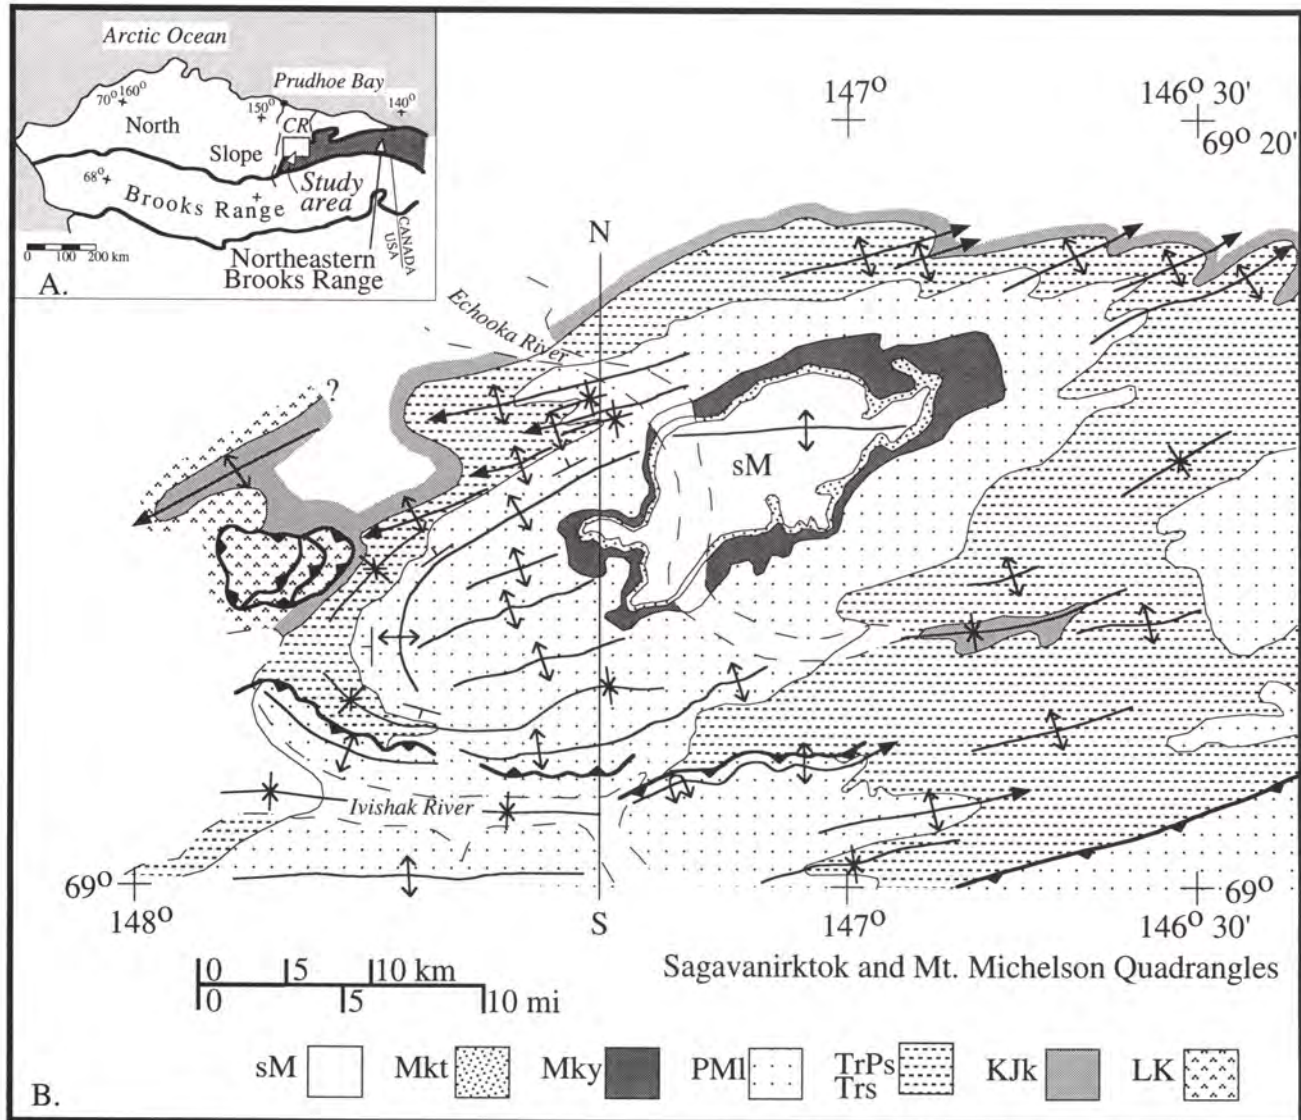 Arctic Ocean
Prudhoe Bay
70° 160°
150°
140°
North
CR
Slope
68°
Study
area
Brooks Range
CANADA
USA
0 100 200 km
Northeastern
Brooks Range
A.
147°
146° 30'
69° 20'
N
Echooka River
?
sM
?
Ivishak River
69°
69°
148°
S
147°
146° 30'
0 5 10 km
0 5 10 mi
Sagavanirktok and Mt. Michelson Quadrangles
sM Mkt Mky PMl TrPs Trs KJk LK
B.